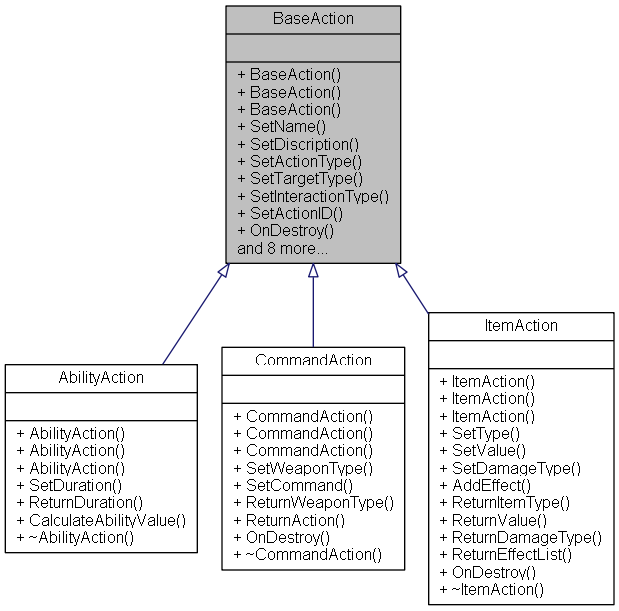 BaseAction
+ BaseAction()
+ BaseAction()
+ BaseAction()
+ SetName()
+ SetDiscription()
+ SetActionType()
+ SetTargetType()
+ SetInteractionType()
+ SetActionID()
+ OnDestroy()
and 8 more...
AbilityAction
+ AbilityAction()
+ AbilityAction()
+ AbilityAction()
+ SetDuration()
+ ReturnDuration()
+ CalculateAbilityValue()
+ ~AbilityAction()
CommandAction
+ CommandAction()
+ CommandAction()
+ CommandAction()
+ SetWeaponType()
+ SetCommand()
+ ReturnWeaponType()
+ ReturnAction()
+ OnDestroy()
+ ~CommandAction()
ItemAction
+ ItemAction()
+ ItemAction()
+ ItemAction()
+ SetType()
+ SetValue()
+ SetDamageType()
+ AddEffect()
+ ReturnItemType()
+ ReturnValue()
+ ReturnDamageType()
+ ReturnEffectList()
+ OnDestroy()
+ ~ItemAction()